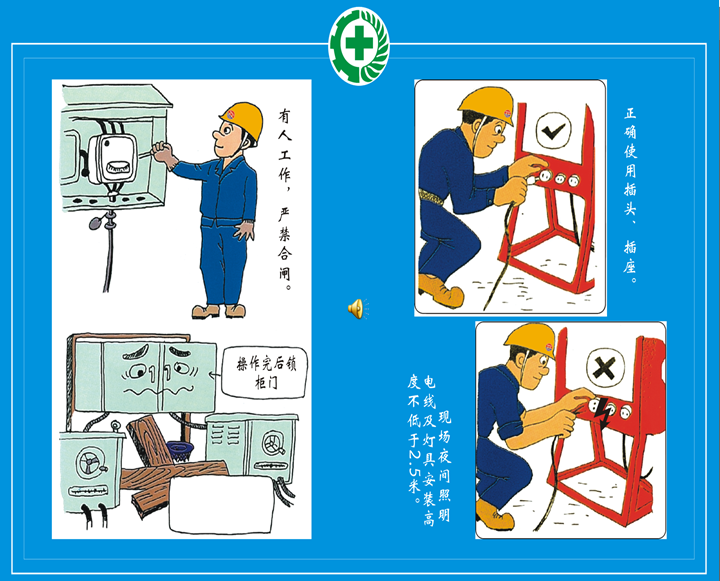 有人工作，严禁合闸。
操作完后锁
柜门
正确使用插头、插座。
现场夜间照明
电线及灯具安装高
度不低于2.5米。